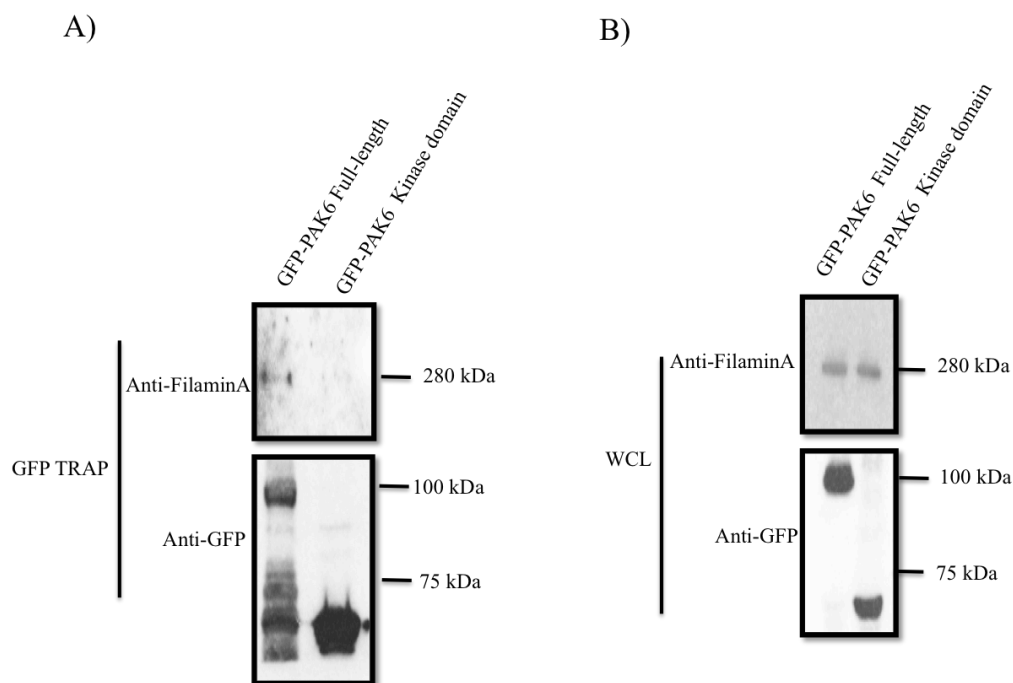 A)
GFP-PAK6 Full-length
GFP-PAK6 Kinase domain
Anti-FilaminA
280 kDa
GFP TRAP
100 kDa
Anti-GFP
75 kDa
B)
GFP-PAK6 Full-length
GFP-PAK6 Kinase domain
Anti-FilaminA
280 kDa
WCL
100 kDa
Anti-GFP
75 kDa